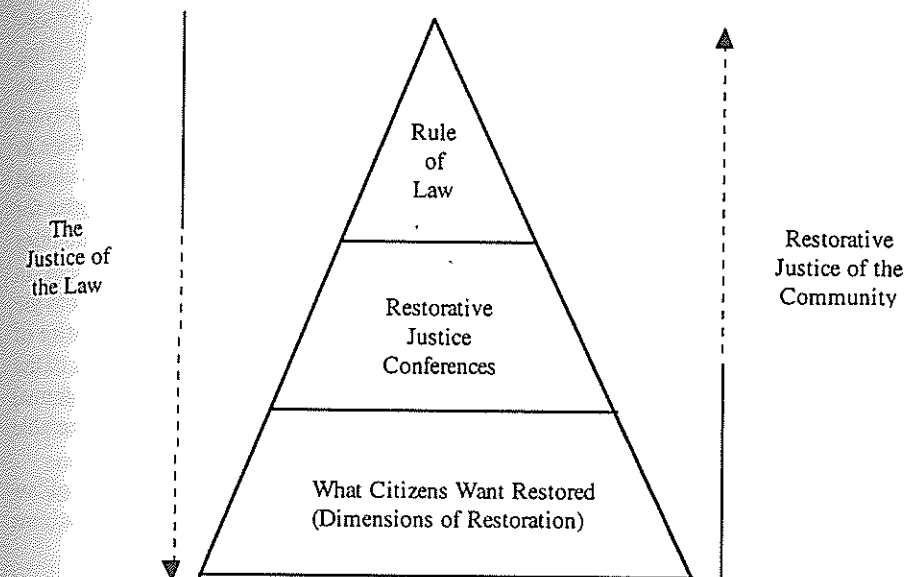 Rule
of
Law
The
Justice of
the Law
Restorative
Justice of the
Community
Restorative
Justice
Conferences
What Citizens Want Restored
(Dimensions of Restoration)